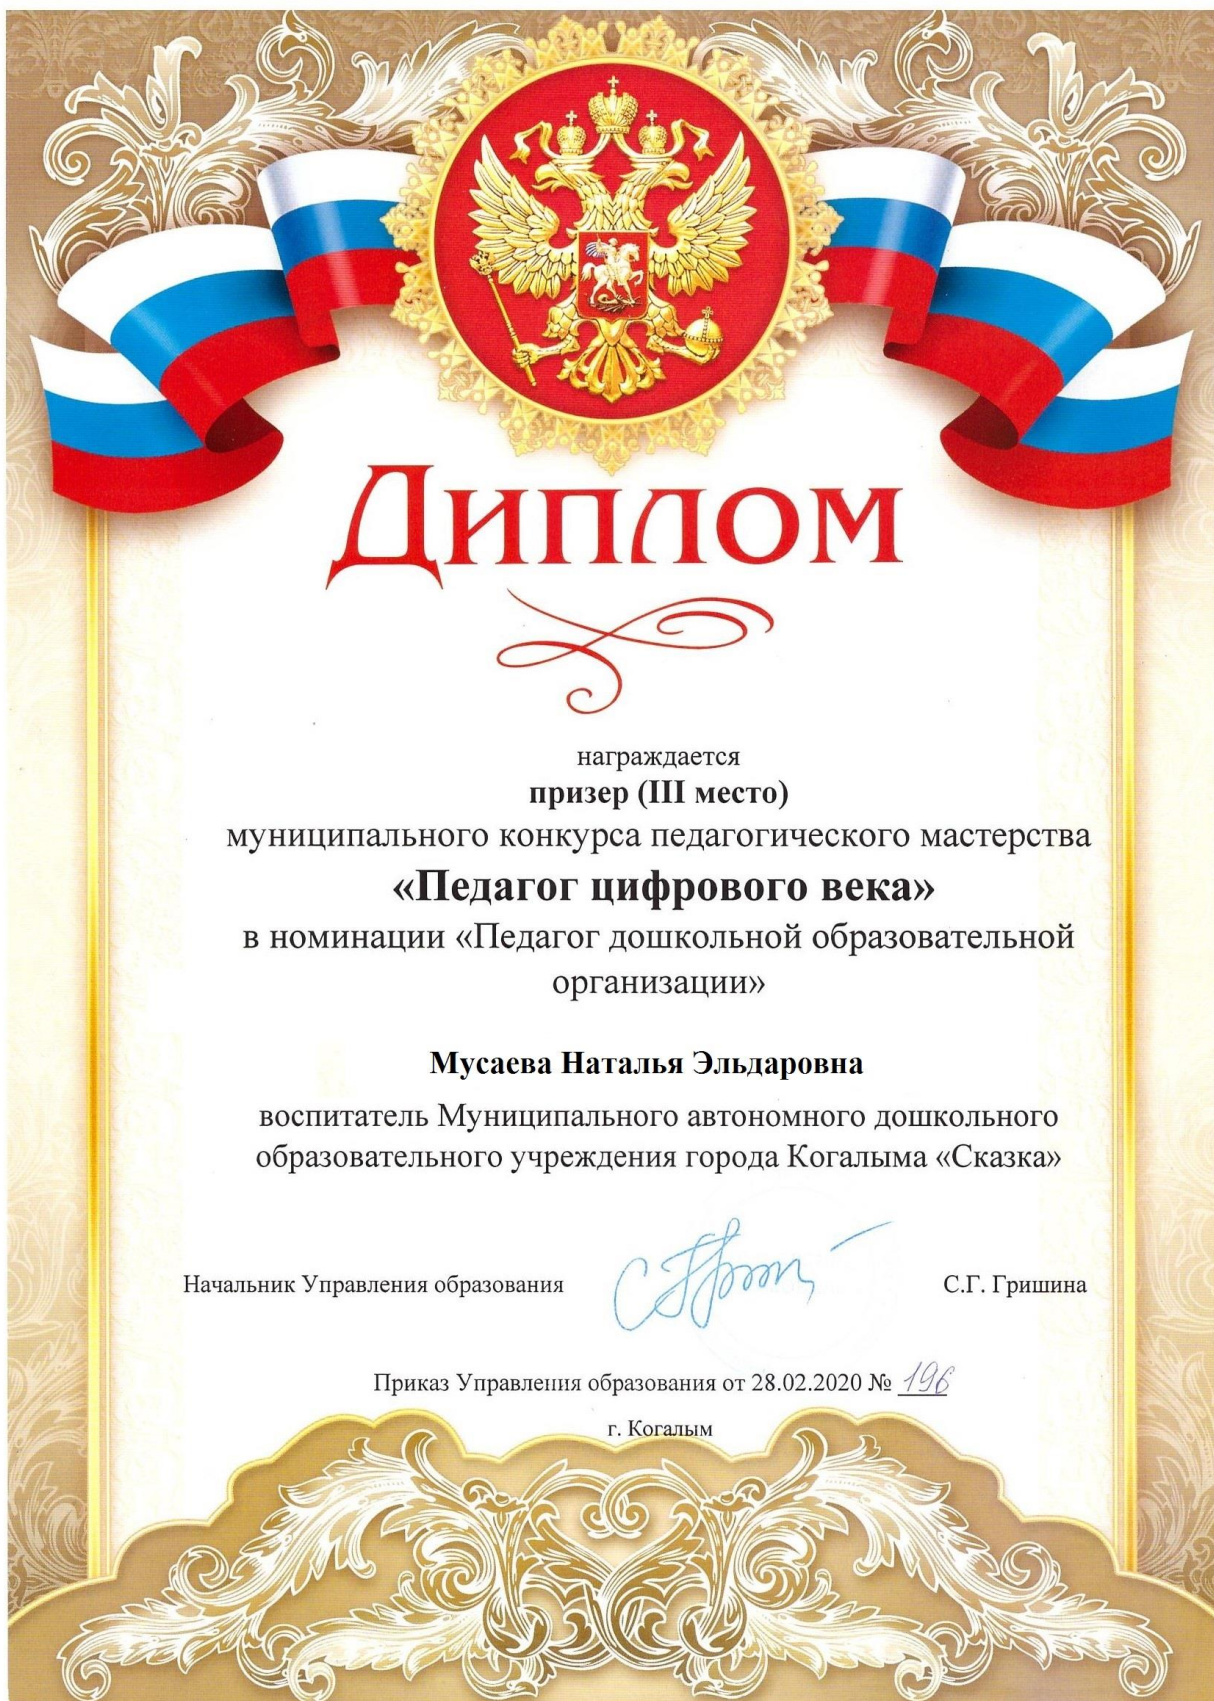 Диплом
награждается
призер (III место)
муниципального конкурса педагогического мастерства
«Педагог цифрового века»
в номинации «Педагог дошкольной образовательной
организации»
Мусаева Наталья Эльдаровна
воспитатель Муниципального автономного дошкольного
образовательного учреждения города Когалыма «Сказка»
Начальник Управления образования С.Г. Гришина
Приказ Управления образования от 28.02.2020 № 196
г. Когалым